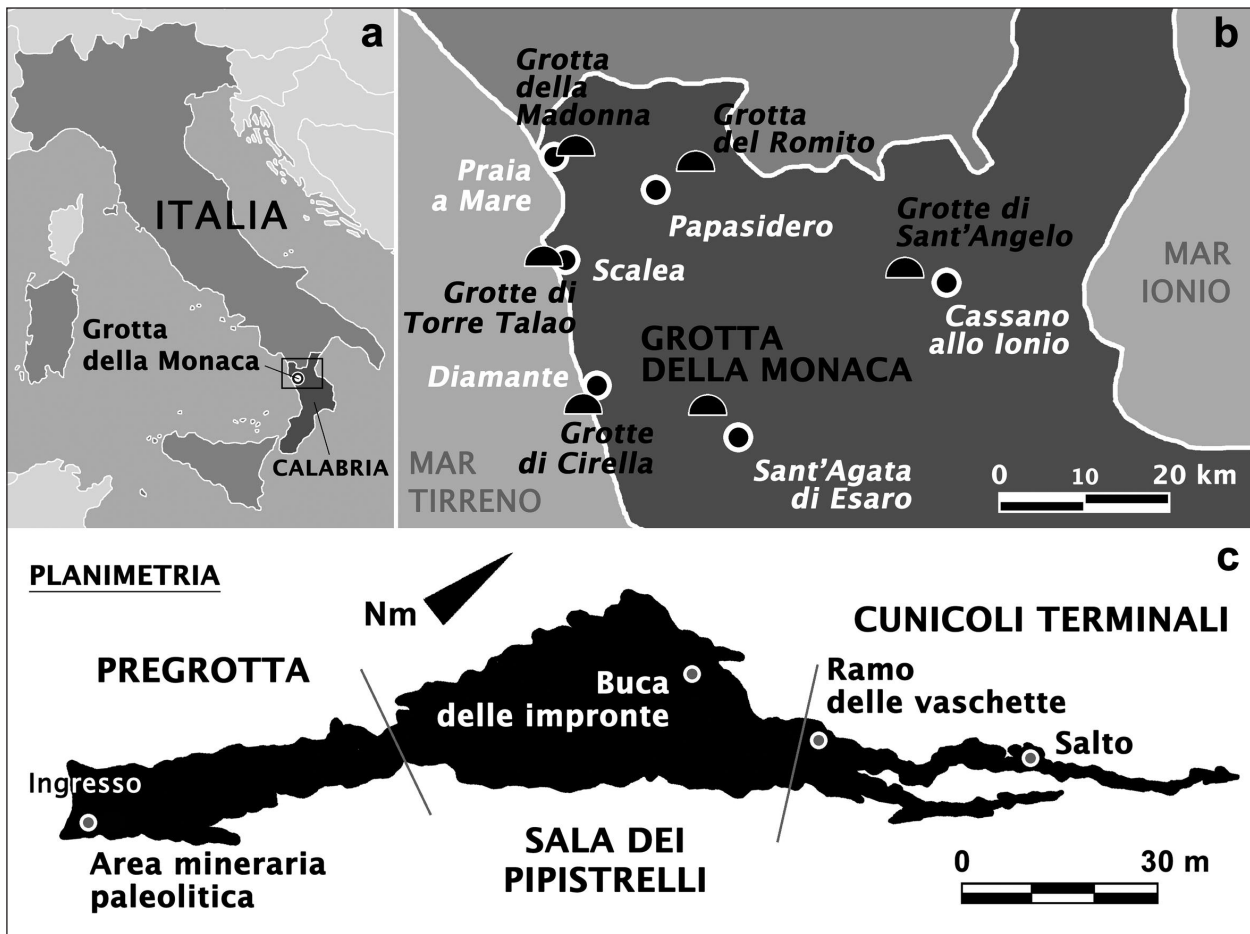 a
ITALIA
Grotta
della Monaca
CALABRIA
b
Grotta
della
Madonna
Grotta
del Romito
Praia
a Mare
Papasidero
Grotte di
Sant'Angelo
MAR
IONIO
Scalea
Grotte di
Torre Talao
Cassano
allo Ionio
GROTTA
DELLA MONACA
Diamante
Grotte
di Cirella
MAR
TIRRENO
Sant'Agata
di Esaro
0 10 20 km
c
PLANIMETRIA
Nm
CUNICOLI TERMINALI
PREGROTTA
Buca
delle impronte
Ramo
delle vaschette
Salto
Ingresso
Area mineraria
paleolitica
SALA DEI
PIPISTRELLI
0 30 m